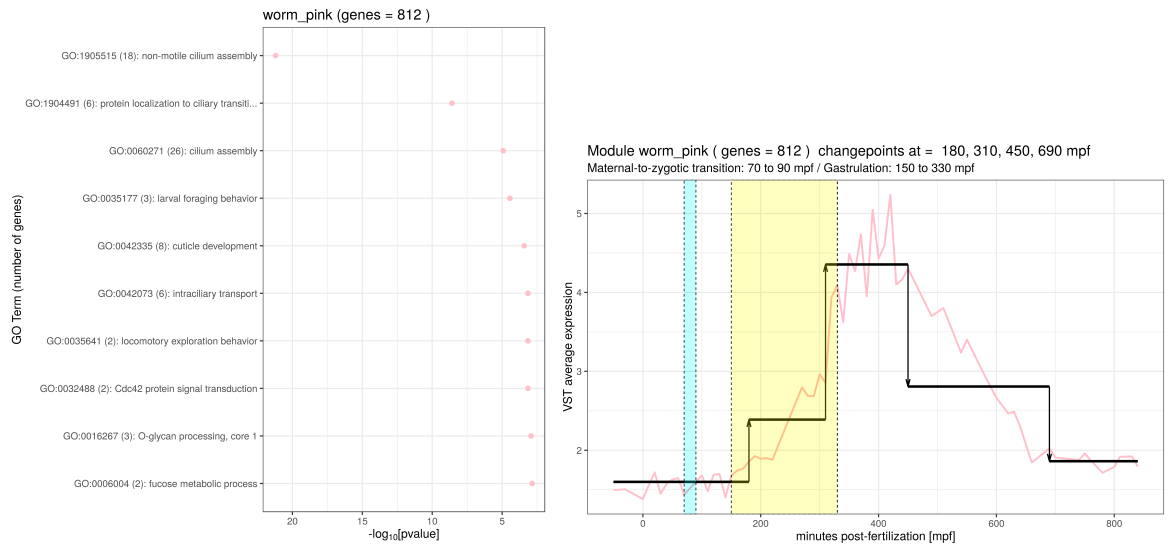 worm_pink (genes = 812 )
GO Term (number of genes)
GO:1905515 (18): non-motile cilium assembly
GO:1904491 (6): protein localization to ciliary transiti...
GO:0060271 (26): cilium assembly
GO:0035177 (3): larval foraging behavior
GO:0042335 (8): cuticle development
GO:0042073 (6): intraciliary transport
GO:0035641 (2): locomotory exploration behavior
GO:0032488 (2): Cdc42 protein signal transduction
GO:0016267 (3): O-glycan processing, core 1
GO:0006004 (2): fucose metabolic process
20 15 10 5
-log10[pvalue]
Module worm_pink ( genes = 812 ) changepoints at = 180, 310, 450, 690 mpf
Maternal-to-zygotic transition: 70 to 90 mpf / Gastrulation: 150 to 330 mpf
VST average expression
5
4
3
2
0 200 400 600 800
minutes post-fertilization [mpf]